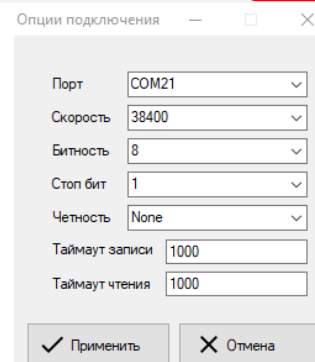 Опции подключения
Порт COM21
Скорость 38400
Битность 8
Стоп бит 1
Четность None
Таймаут записи 1000
Таймаут чтения 1000
Применить Отмена